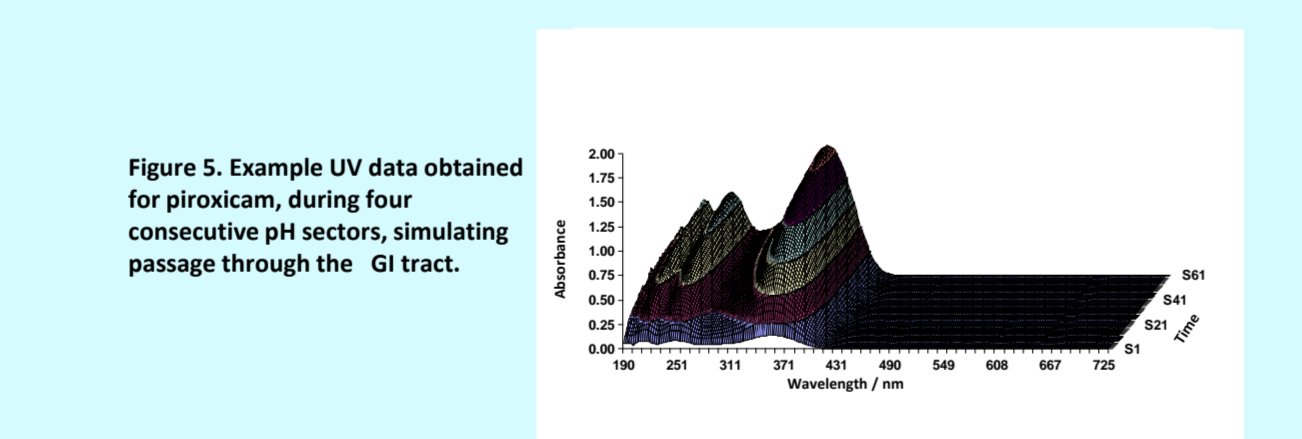 Figure 5. Example UV data obtained
for piroxicam, during four
consecutive pH sectors, simulating
passage through the GI tract.
Absorbance
2.00
1.75
1.50
1.25
1.00
0.75
0.50
0.25
0.00
190 251 311 371 431 490 549 608 667 725
Wavelength / nm
S61
S41
S21
S1
Time